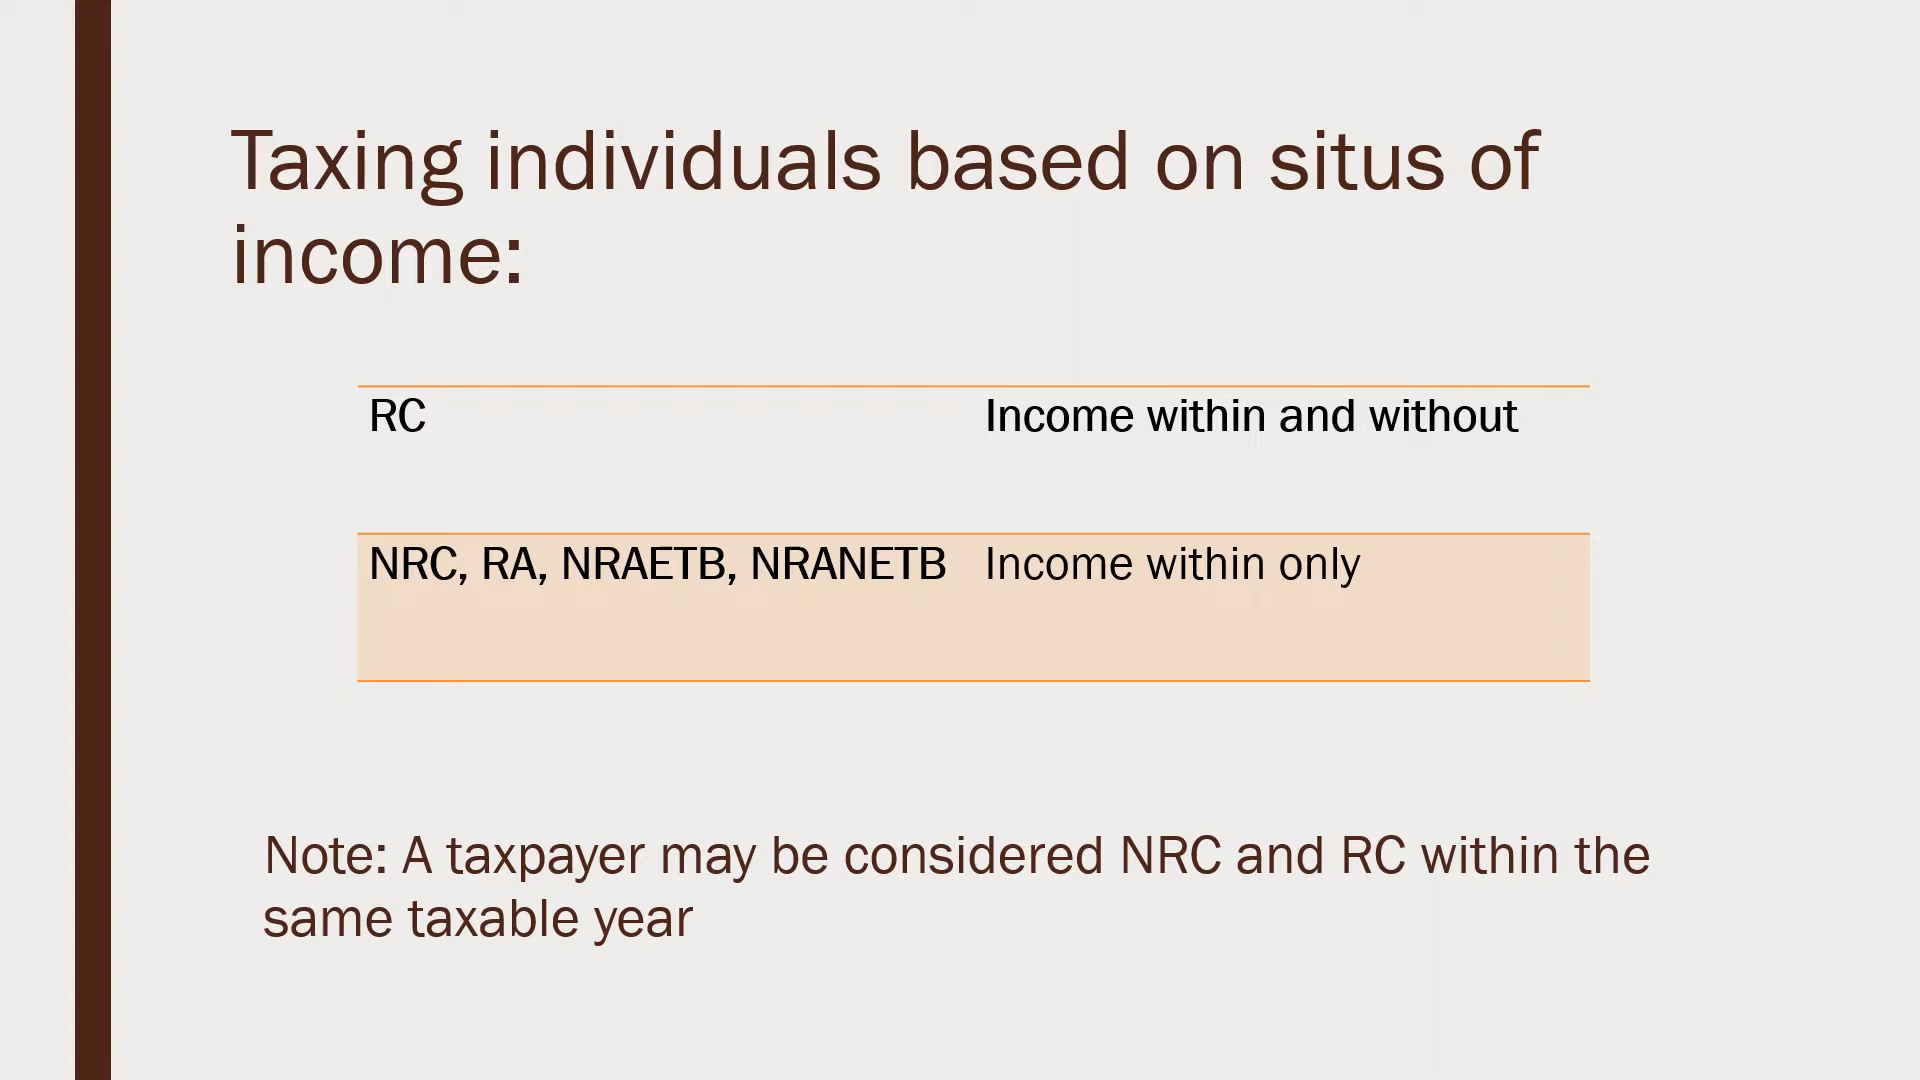 Taxing individuals based on situs of
income:
RC Income within and without
NRC, RA, NRAETB, NRANETB Income within only
Note: A taxpayer may be considered NRC and RC within the
same taxable year